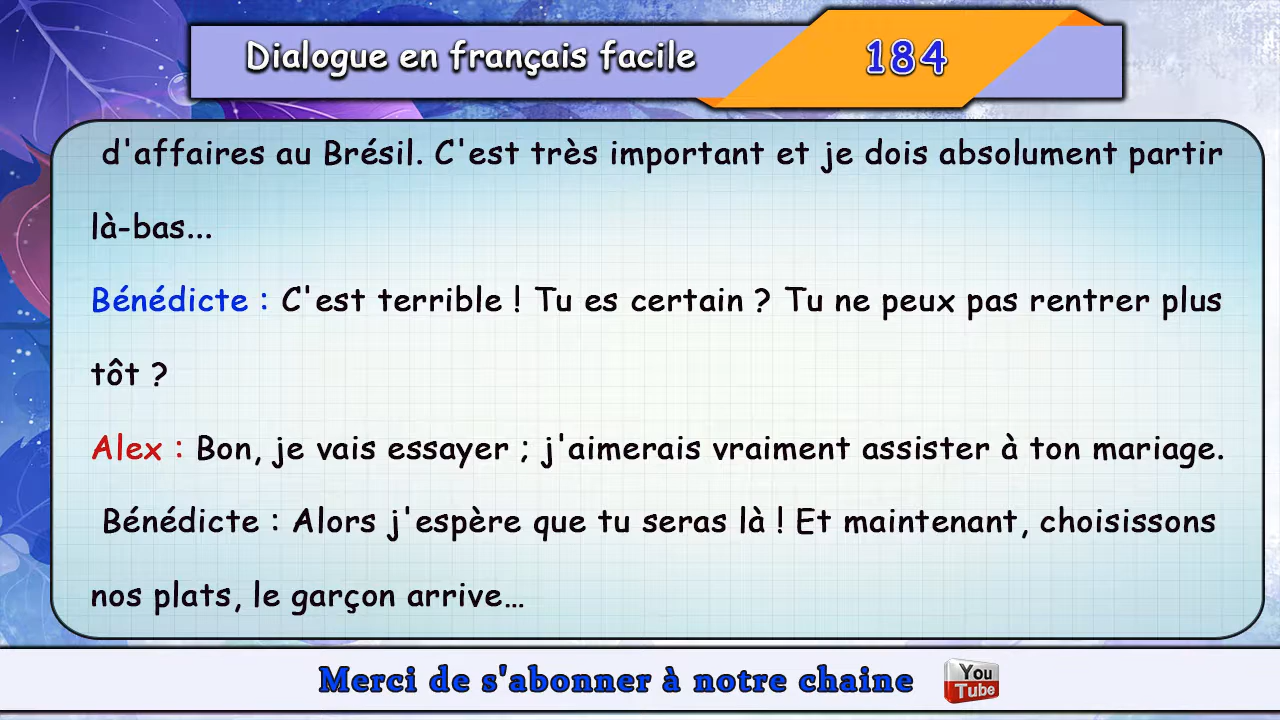 Dialogue en français facile
184
d'affaires au Brésil. C'est très important et je dois absolument partir
là-bas...
Bénédicte : C'est terrible ! Tu es certain ? Tu ne peux pas rentrer plus
tôt ?
Alex : Bon, je vais essayer ; j'aimerais vraiment assister à ton mariage.
Bénédicte : Alors j'espère que tu seras là ! Et maintenant, choisissons
nos plats, le garçon arrive…
Merci de s'abonner à notre chaine
You
Tube